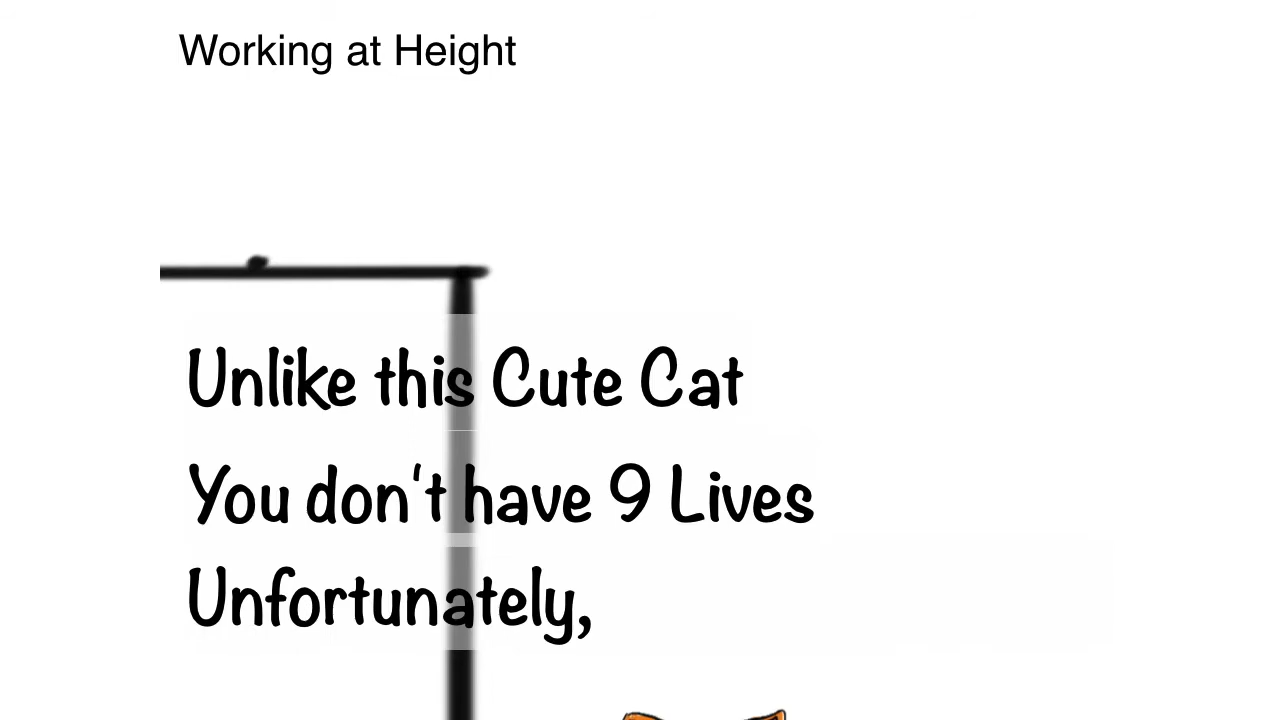 Working at Height
Unlike this Cute Cat
You don't have 9 Lives
Unfortunately,